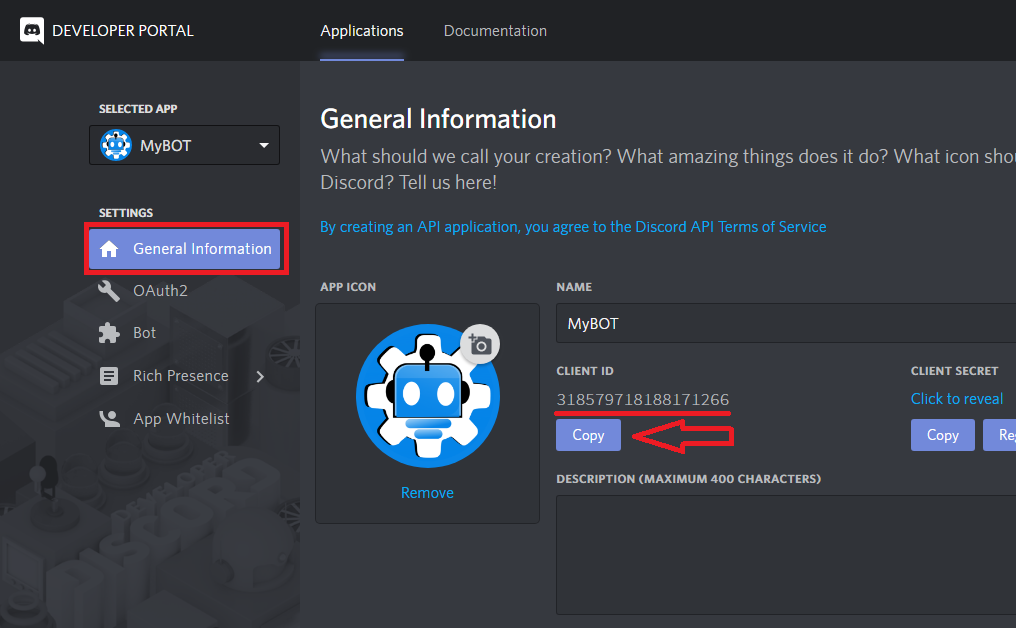 DEVELOPER PORTAL
Applications
Documentation
SELECTED APP
MyBOT
SETTINGS
General Information
OAuth2
Bot
Rich Presence
App Whitelist
General Information
What should we call your creation? What amazing things does it do? What icon shou
Discord? Tell us here!
By creating an API application, you agree to the Discord API Terms of Service
APP ICON
Remove
NAME
MyBOT
CLIENT ID
318579718188171266
Copy
CLIENT SECRET
Click to reveal
Copy
Reg
DESCRIPTION (MAXIMUM 400 CHARACTERS)
DISCORD